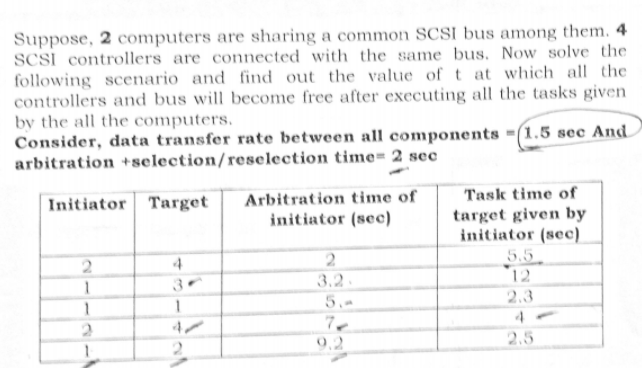 Suppose, 2 computers are sharing a common SCSI bus among them. 4
SCSI controllers are connected with the same bus. Now solve the
following scenario and find out the value of t at which all the
controllers and bus will become free after executing all the tasks given
by the all the computers.
Consider, data transfer rate between all components =1.5 sec And
arbitration +selection/reselection time= 2 sec
Initiator Target Arbitration time of initiator (sec) Task time of target given by initiator (sec)
2 4 2 5.5
1 3 3.2 12
1 1 5 2.3
2 4 7 4
1 2 9.2 2.5